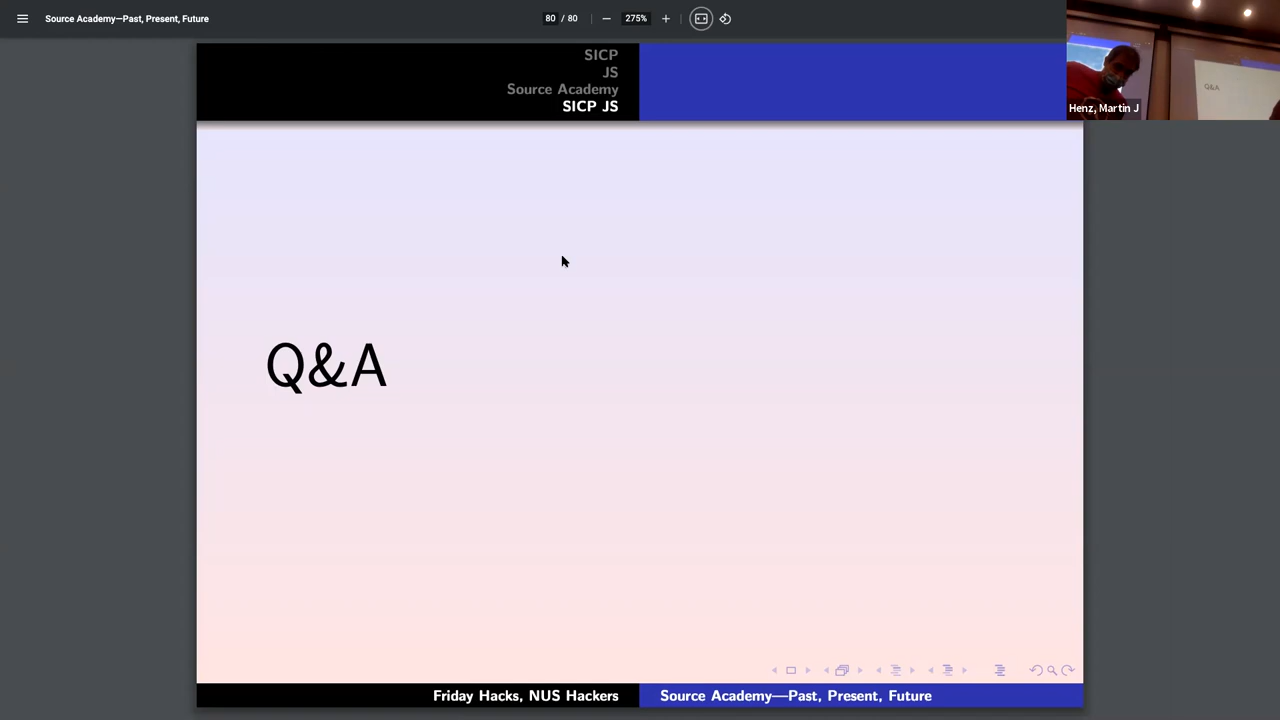 Source Academy—Past, Present, Future
80 / 80
275%
SICP
JS
Source Academy
SICP JS
Henz, Martin J
Q&A
Q&A
Friday Hacks, NUS Hackers
Source Academy—Past, Present, Future